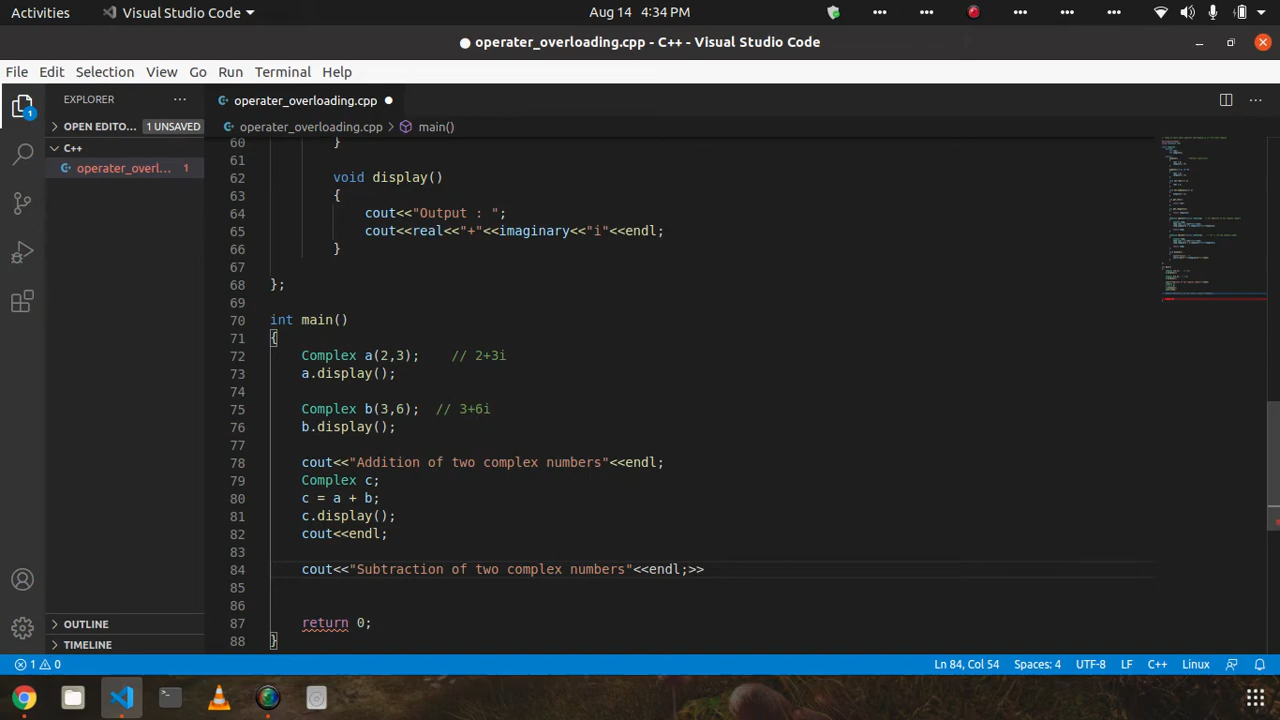 Activities
Visual Studio Code
Aug 14 4:34 PM
operater_overloading.cpp - C++ - Visual Studio Code
File Edit Selection View Go Run Terminal Help
EXPLORER
operater_overloading.cpp
OPEN EDITO... 1 UNSAVED
operater_overloading.cpp main()
C++
operater_overl... 1
1
60 }
61
62 void display()
63 {
64 cout<<"Output : ";
65 cout<<real<<"+"<<imaginary<<"i"<<endl;
66 }
67
68 };
69
70 int main()
71 {
72 Complex a(2,3); // 2+3i
73 a.display();
74
75 Complex b(3,6); // 3+6i
76 b.display();
77
78 cout<<"Addition of two complex numbers"<<endl;
79 Complex c;
80 c = a + b;
81 c.display();
82 cout<<endl;
83
84 cout<<"Subtraction of two complex numbers"<<endl;>>
85
86
87 return 0;
88 }
OUTLINE
TIMELINE
1 0 Ln 84, Col 54 Spaces: 4 UTF-8 LF C++ Linux